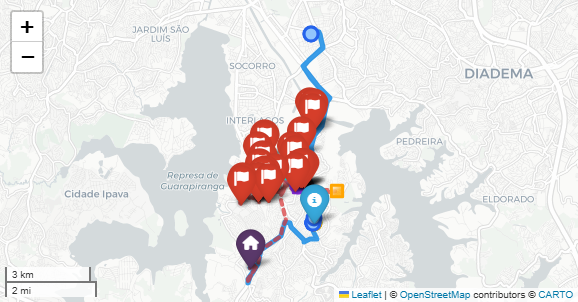 +
−
JARDIM SÃO
LUÍS
SOCORRO
DIADEMA
INTERLAGOS
PEDREIRA
Represa de
Guarapiranga
Cidade Ipava
ELDORADO
3 km
2 mi
Leaflet | © OpenStreetMap contributors © CARTO